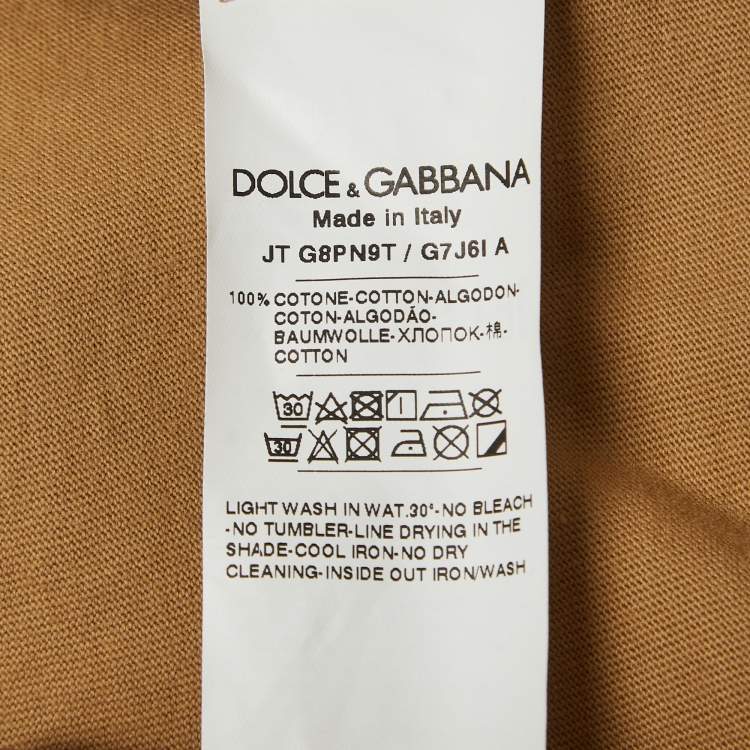 DOLCE & GABBANA
Made in Italy
JT G8PN9T / G7J6I A
100% COTONE-COTTON-ALGODON-
COTON-ALGODÃO-
BAUMWOLLE-ХЛОПОК-棉-
COTTON
30
30
LIGHT WASH IN WAT.30°-NO BLEACH
-NO TUMBLER-LINE DRYING IN THE
SHADE-COOL IRON-NO DRY
CLEANING-INSIDE OUT IRON/WASH